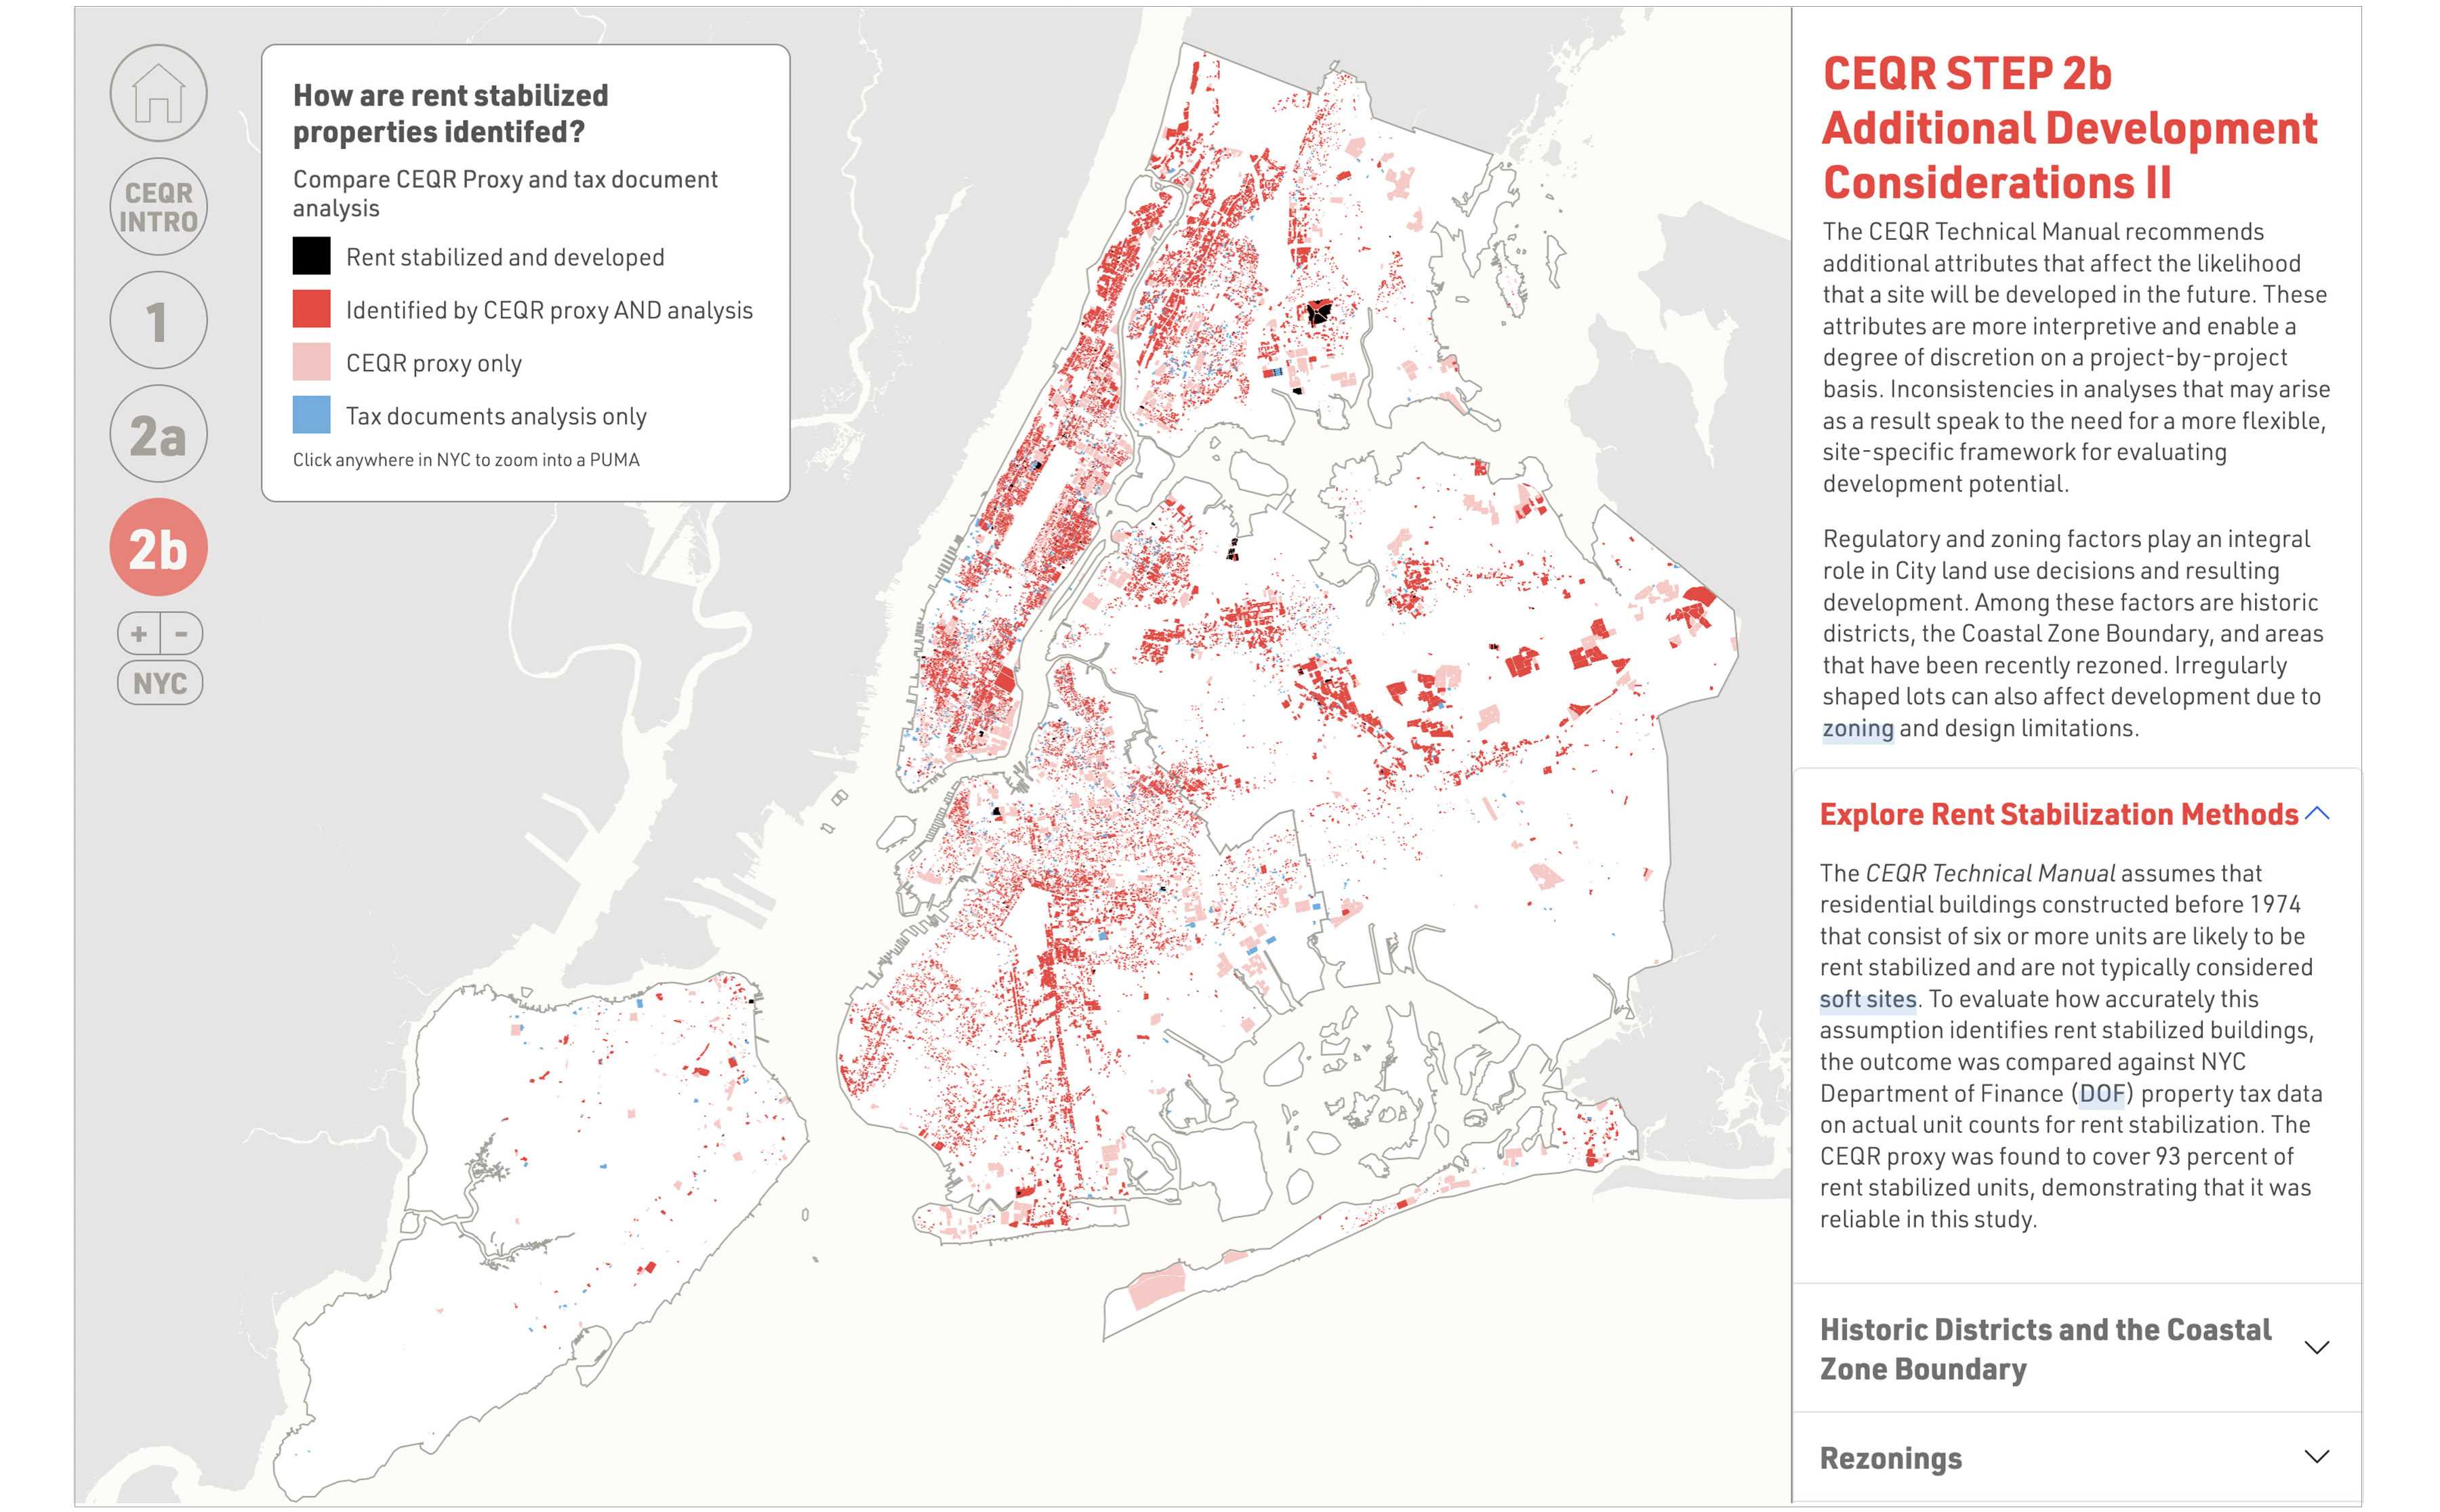 CEQR
INTRO
1
2a
2b
+ -
NYC
How are rent stabilized
properties identifed?
Compare CEQR Proxy and tax document
analysis
Rent stabilized and developed
Identified by CEQR proxy AND analysis
CEQR proxy only
Tax documents analysis only
Click anywhere in NYC to zoom into a PUMA
CEQR STEP 2b
Additional Development
Considerations II
The CEQR Technical Manual recommends
additional attributes that affect the likelihood
that a site will be developed in the future. These
attributes are more interpretive and enable a
degree of discretion on a project-by-project
basis. Inconsistencies in analyses that may arise
as a result speak to the need for a more flexible,
site-specific framework for evaluating
development potential.
Regulatory and zoning factors play an integral
role in City land use decisions and resulting
development. Among these factors are historic
districts, the Coastal Zone Boundary, and areas
that have been recently rezoned. Irregularly
shaped lots can also affect development due to
zoning and design limitations.
Explore Rent Stabilization Methods
The CEQR Technical Manual assumes that
residential buildings constructed before 1974
that consist of six or more units are likely to be
rent stabilized and are not typically considered
soft sites. To evaluate how accurately this
assumption identifies rent stabilized buildings,
the outcome was compared against NYC
Department of Finance (DOF) property tax data
on actual unit counts for rent stabilization. The
CEQR proxy was found to cover 93 percent of
rent stabilized units, demonstrating that it was
reliable in this study.
Historic Districts and the Coastal
Zone Boundary
Rezonings